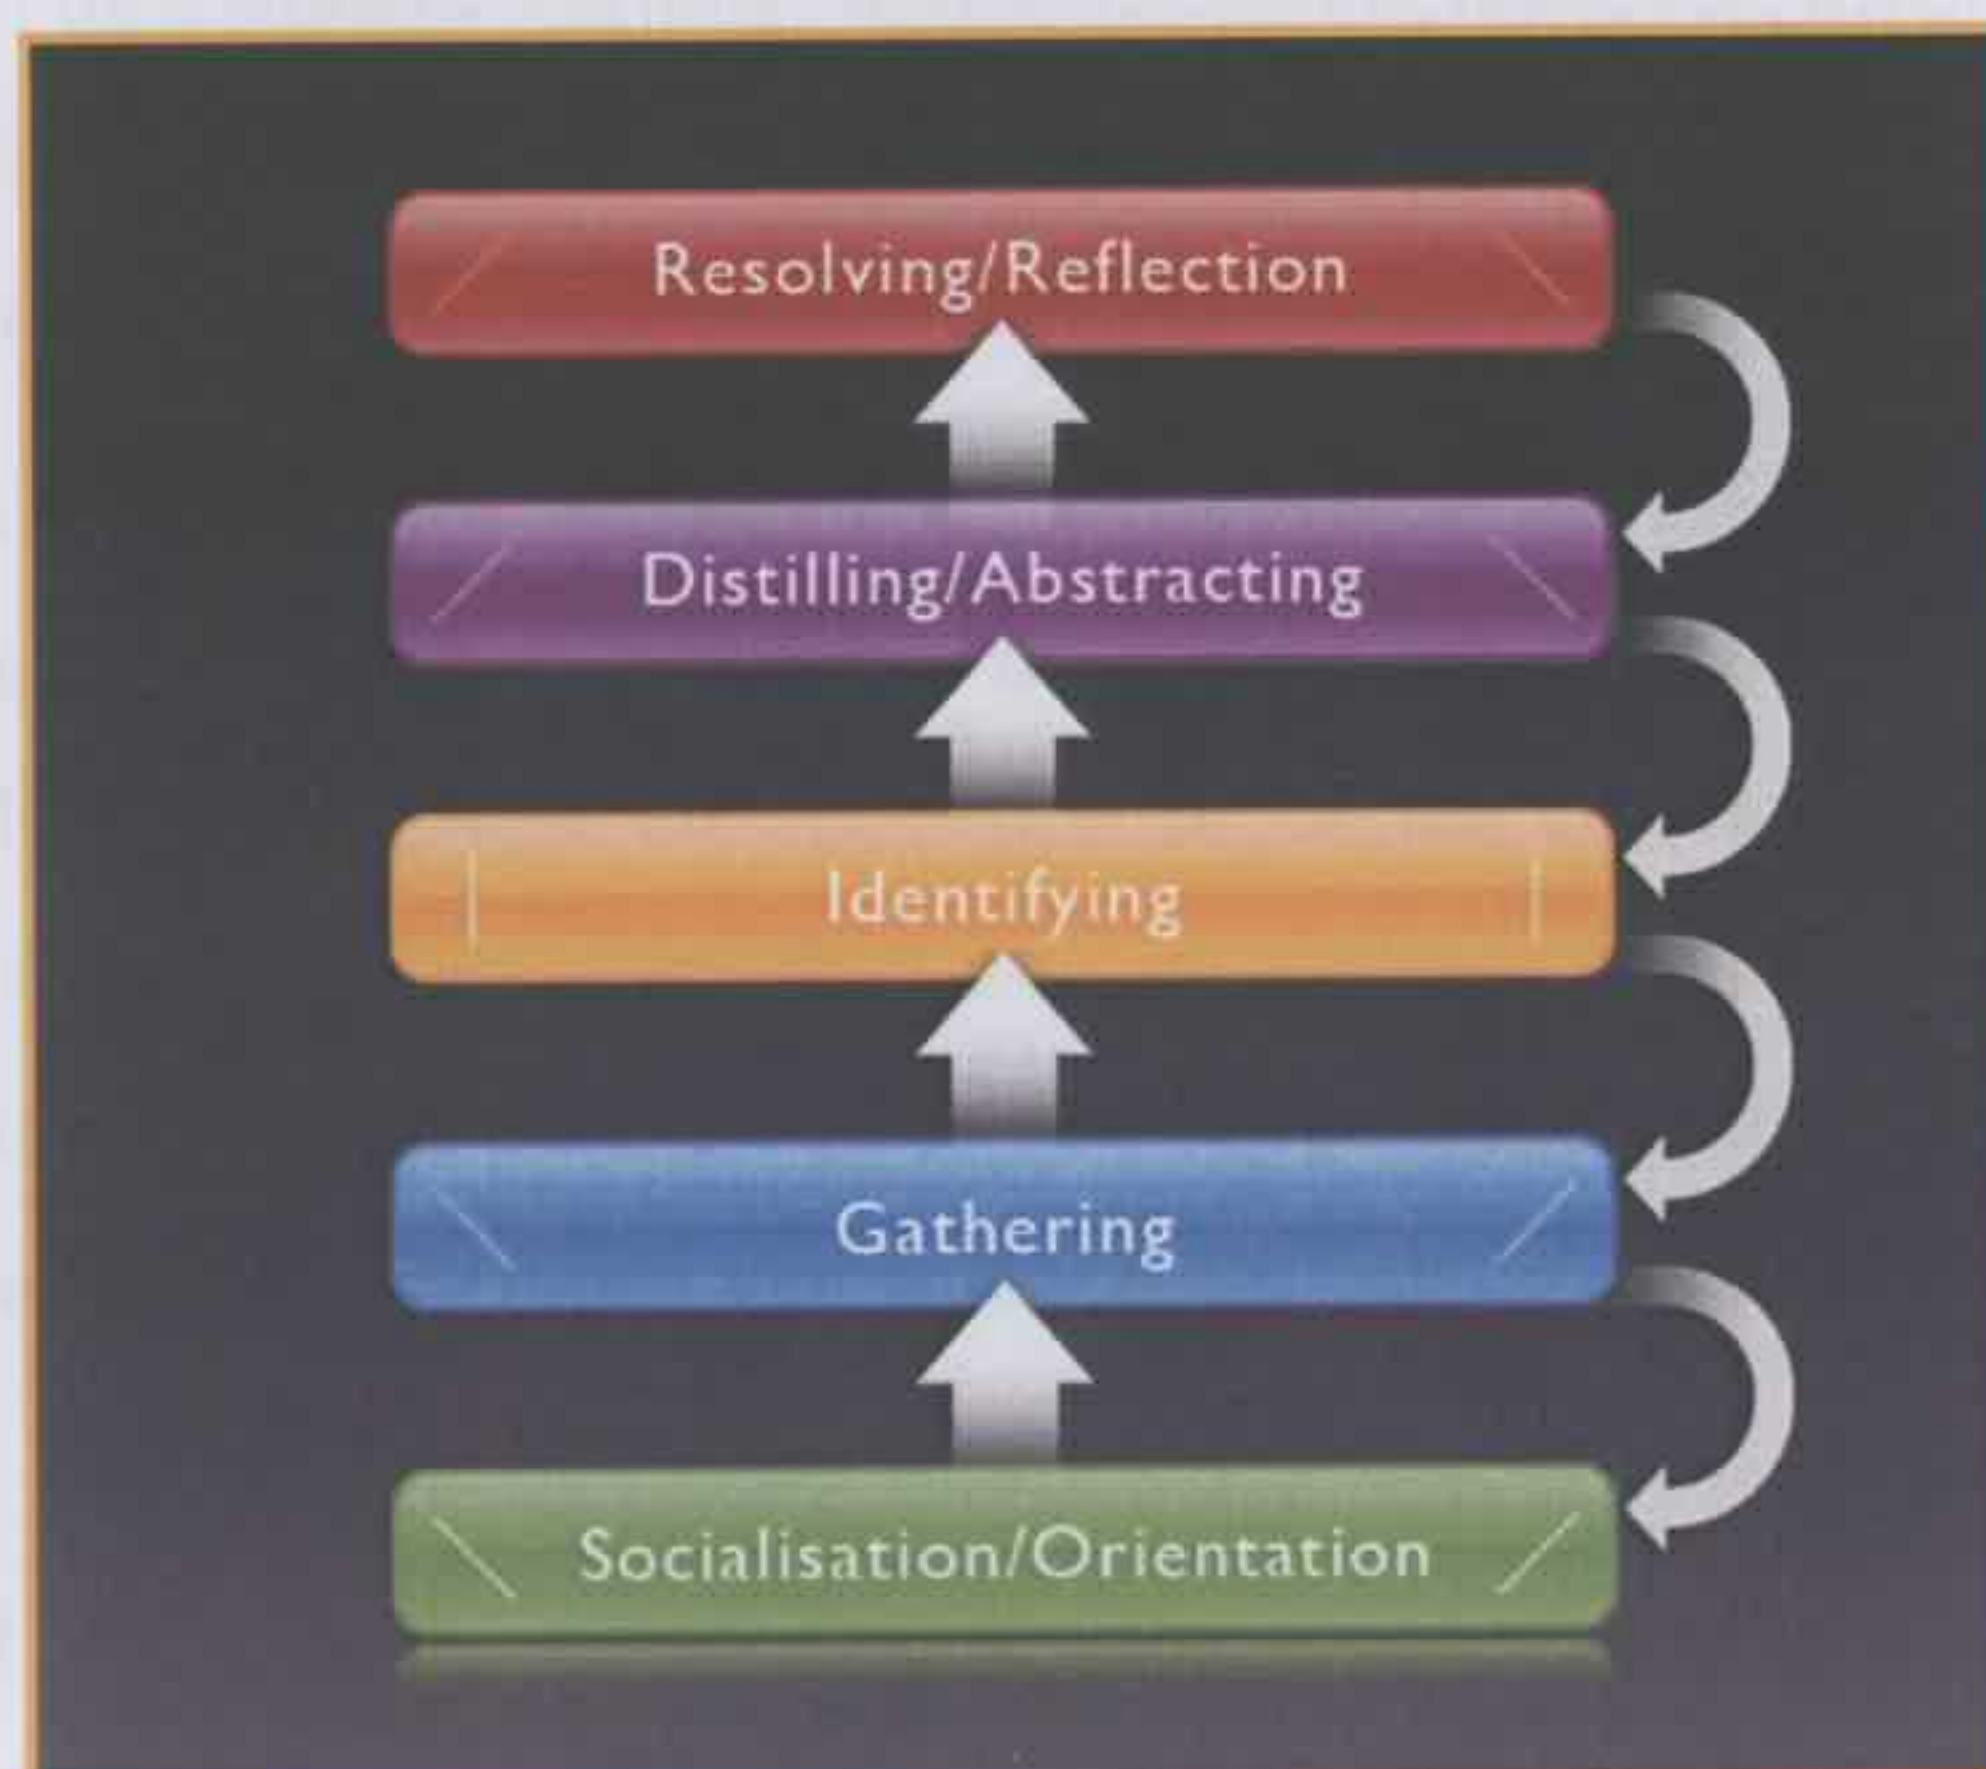 Resolving/Reflection
Distilling/Abstracting
Identifying
Gathering
Socialisation/Orientation